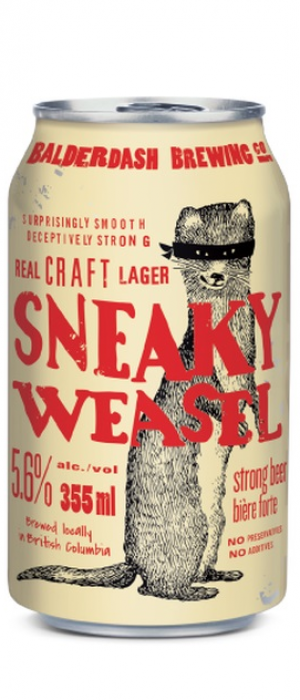 BALDERDASH BREWING CO.
SURPRISINGLY SMOOTH
DECEPTIVELY STRONG
REAL CRAFT LAGER
SNEAKY
WEASEL
5.6% alc./vol
355 ml
Brewed locally
in British Columbia
strong beer
bière forte
NO PRESERVATIVES
NO ADDITIVES